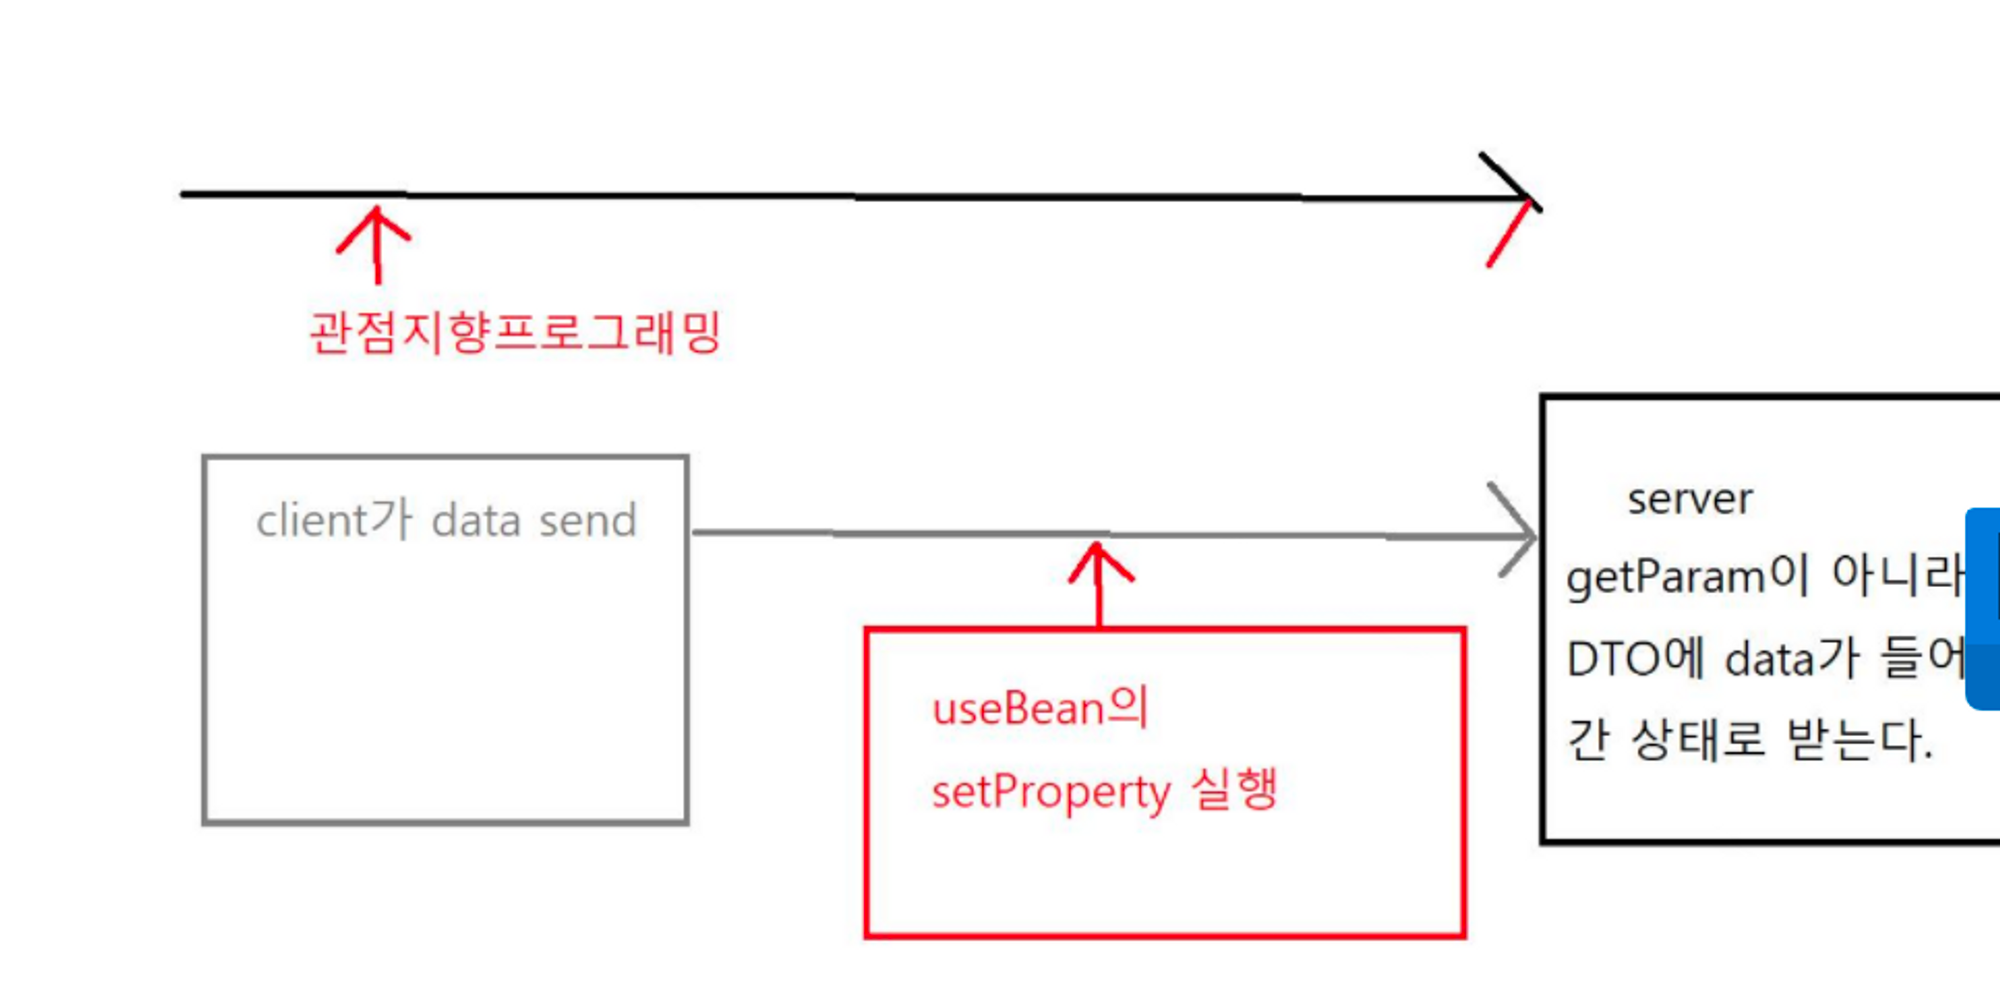 관점지향프로그래밍
client가 data send
server
getParam이 아니라
DTO에 data가 들어
간 상태로 받는다.
useBean의
setProperty 실행